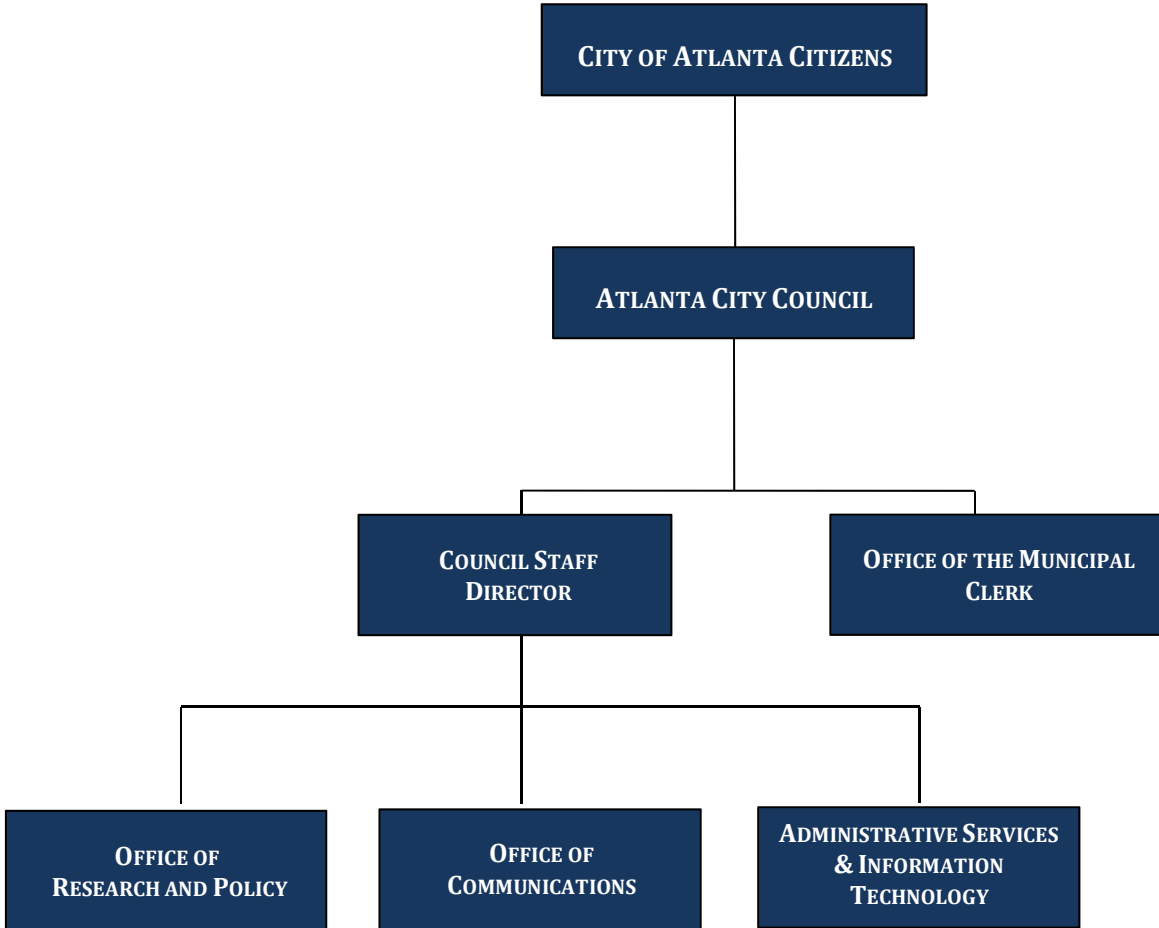 CITY OF ATLANTA CITIZENS
ATLANTA CITY COUNCIL
COUNCIL STAFF
DIRECTOR
OFFICE OF THE MUNICIPAL
CLERK
OFFICE OF
RESEARCH AND POLICY
OFFICE OF
COMMUNICATIONS
ADMINISTRATIVE SERVICES
& INFORMATION
TECHNOLOGY